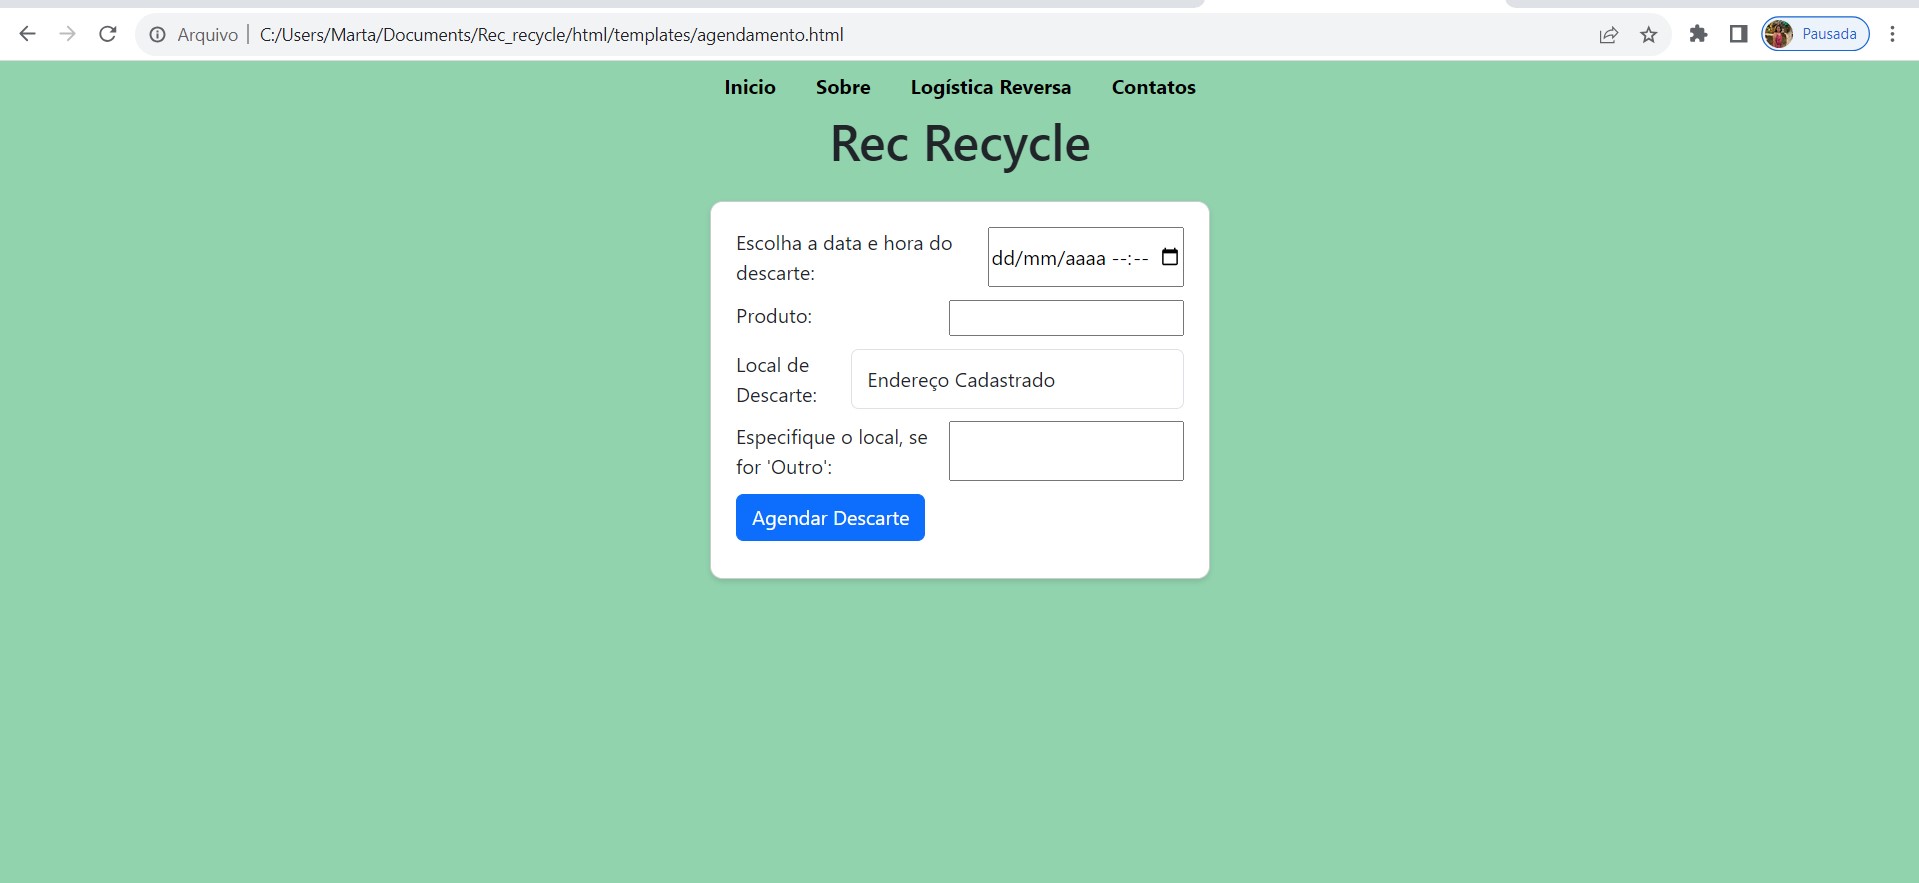 Arquivo | C:/Users/Marta/Documents/Rec_recycle/html/templates/agendamento.html
Pausada
Inicio Sobre Logística Reversa Contatos
Rec Recycle
Escolha a data e hora do
descarte:
dd/mm/aaaa --:--
Produto:
Local de
Descarte:
Endereço Cadastrado
Especifique o local, se
for 'Outro':
Agendar Descarte